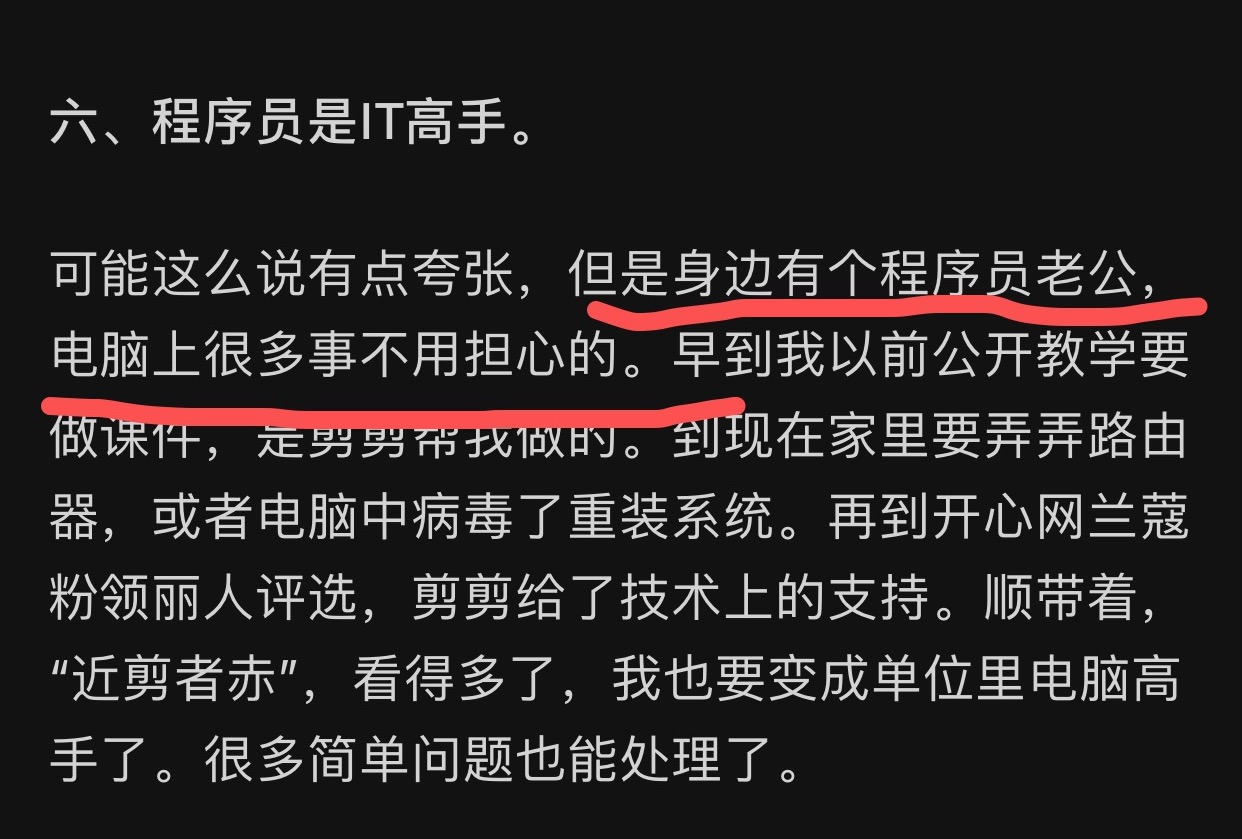 六、程序员是IT高手。
可能这么说有点夸张，但是身边有个程序员老公，
电脑上很多事不用担心的。早到我以前公开教学要
做课件，是剪剪帮我做的。到现在家里要弄弄路由
器，或者电脑中病毒了重装系统。再到开心网兰蔻
粉领丽人评选，剪剪给了技术上的支持。顺带着，
“近剪者赤”，看得多了，我也要变成单位里电脑高
手了。很多简单问题也能处理了。